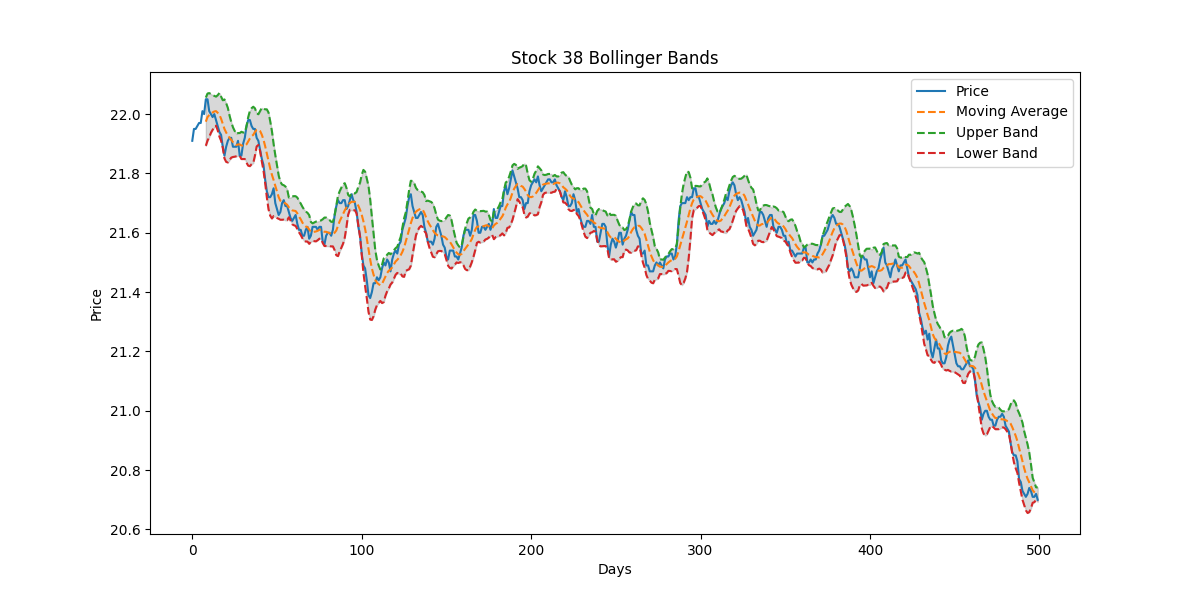 Stock 38 Bollinger Bands
Price
Moving Average
Upper Band
Lower Band
22.0
21.8
21.6
21.4
21.2
21.0
20.8
20.6
Price
0
100
200
300
400
500
Days